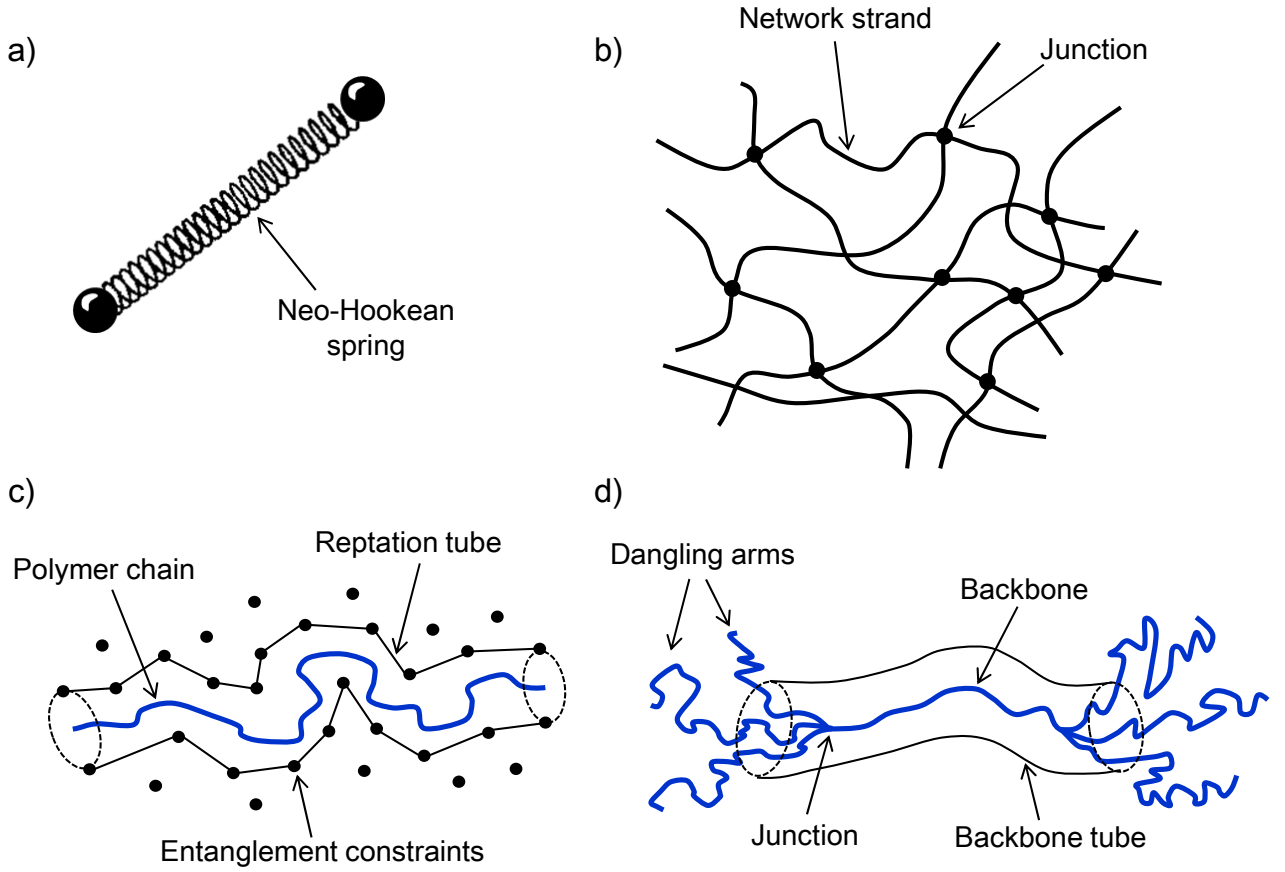 a)
Neo-Hookean
spring
b)
Network strand
Junction
c)
Polymer chain
Reptation tube
Entanglement constraints
d)
Dangling arms
Backbone
Junction
Backbone tube